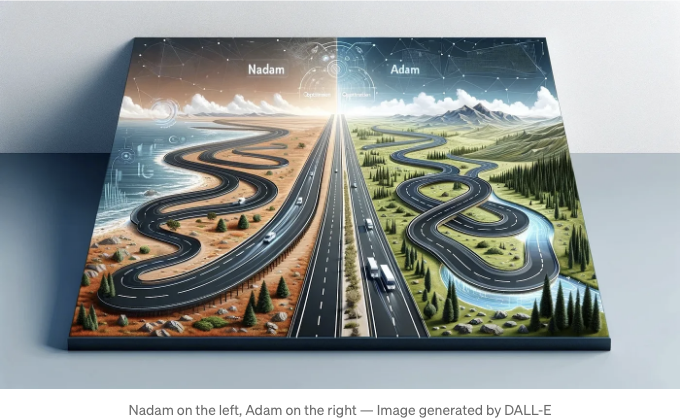 Nadam
Adam
Nadam on the left, Adam on the right — Image generated by DALL-E